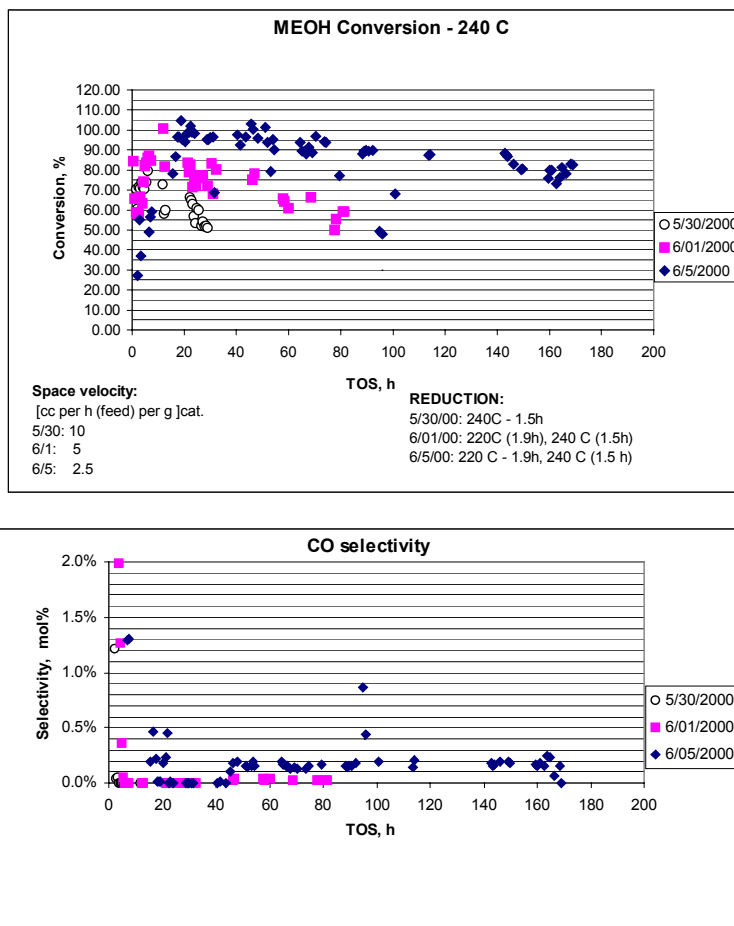 MEOH Conversion - 240 C
120.00
110.00
100.00
90.00
80.00
70.00
60.00
50.00
40.00
30.00
20.00
10.00
0.00
Conversion, %
0 20 40 60 80 100 120 140 160 180 200
TOS, h
5/30/2000
6/01/2000
6/5/2000
Space velocity:
[cc per h (feed) per g ]cat.
5/30: 10
6/1: 5
6/5: 2.5
REDUCTION:
5/30/00: 240C - 1.5h
6/01/00: 220C (1.9h), 240 C (1.5h)
6/5/00: 220 C - 1.9h, 240 C (1.5 h)
CO selectivity
2.0%
1.5%
1.0%
0.5%
0.0%
Selectivity, mol%
0 20 40 60 80 100 120 140 160 180 200
TOS, h
5/30/2000
6/01/2000
6/05/2000